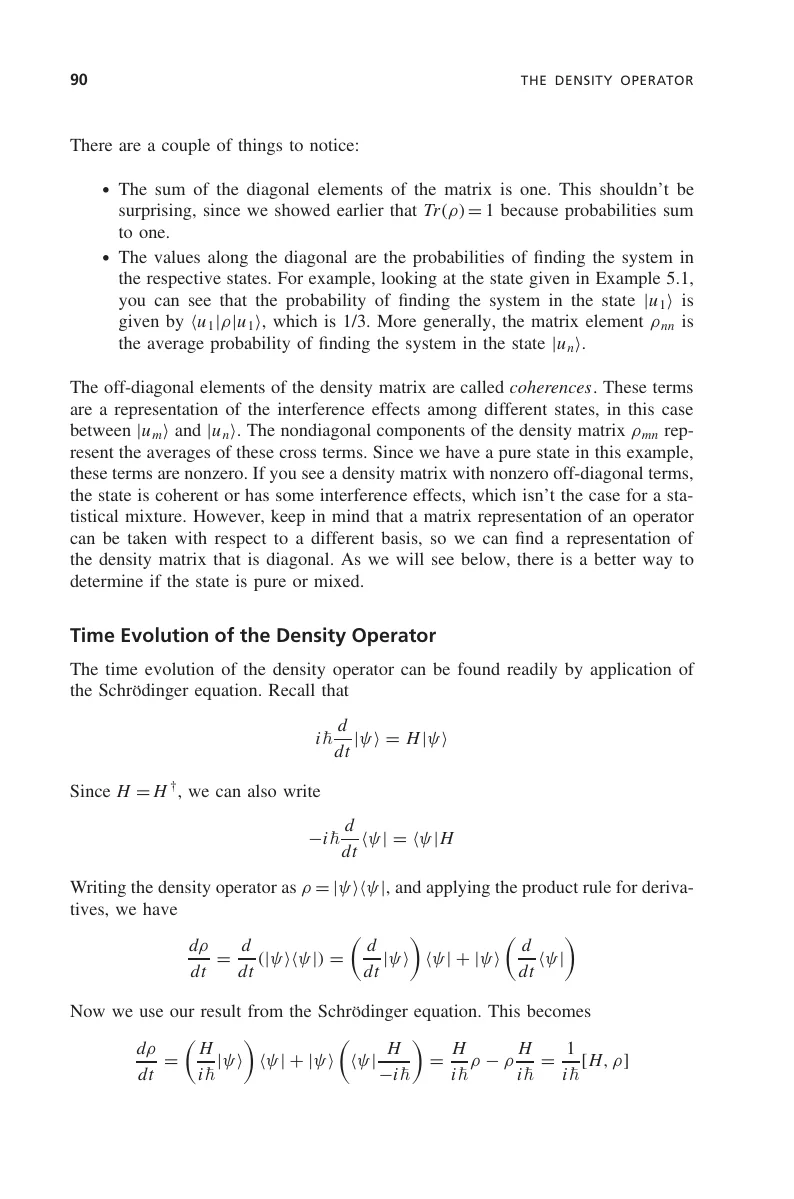 90 THE DENSITY OPERATOR
There are a couple of things to notice:
• The sum of the diagonal elements of the matrix is one. This shouldn't be
surprising, since we showed earlier that Tr(ρ) = 1 because probabilities sum
to one.
• The values along the diagonal are the probabilities of finding the system in
the respective states. For example, looking at the state given in Example 5.1,
you can see that the probability of finding the system in the state |u₁⟩ is
given by ⟨u₁|ρ|u₁⟩, which is 1/3. More generally, the matrix element ρₙₙ is
the average probability of finding the system in the state |uₙ⟩.
The off-diagonal elements of the density matrix are called coherences. These terms
are a representation of the interference effects among different states, in this case
between |uₘ⟩ and |uₙ⟩. The nondiagonal components of the density matrix ρₘₙ rep-
resent the averages of these cross terms. Since we have a pure state in this example,
these terms are nonzero. If you see a density matrix with nonzero off-diagonal terms,
the state is coherent or has some interference effects, which isn't the case for a sta-
tistical mixture. However, keep in mind that a matrix representation of an operator
can be taken with respect to a different basis, so we can find a representation of
the density matrix that is diagonal. As we will see below, there is a better way to
determine if the state is pure or mixed.
Time Evolution of the Density Operator
The time evolution of the density operator can be found readily by application of
the Schrödinger equation. Recall that
iħ d/dt |ψ⟩ = H|ψ⟩
Since H = H†, we can also write
−iħ d/dt ⟨ψ| = ⟨ψ|H
Writing the density operator as ρ = |ψ⟩⟨ψ|, and applying the product rule for deriva-
tives, we have
dρ/dt = d/dt (|ψ⟩⟨ψ|) = (d/dt |ψ⟩) ⟨ψ| + |ψ⟩ (d/dt ⟨ψ|)
Now we use our result from the Schrödinger equation. This becomes
dρ/dt = (H/iħ |ψ⟩) ⟨ψ| + |ψ⟩ (⟨ψ| H/−iħ) = H/iħ ρ − ρ H/iħ = 1/iħ [H, ρ]